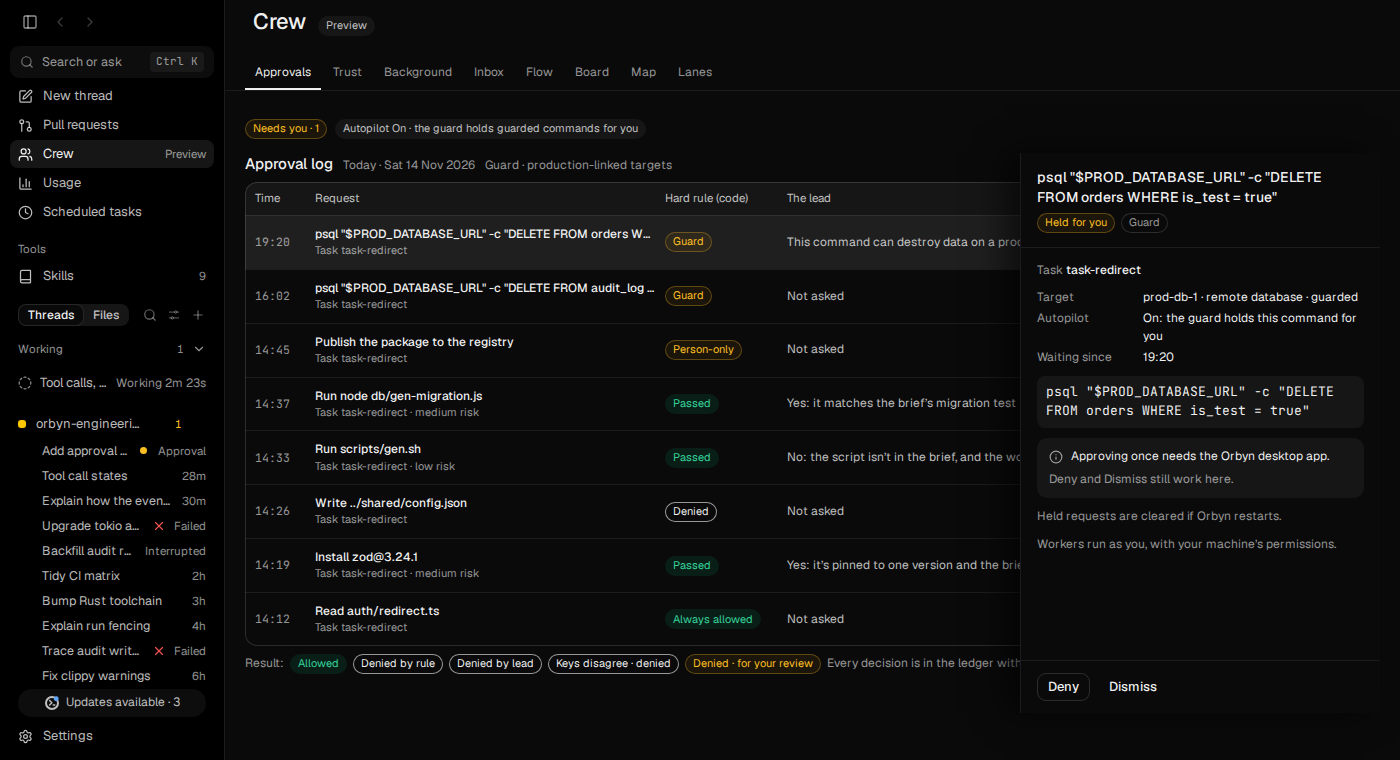 Search or ask Ctrl K
New thread
Pull requests
Crew Preview
Usage
Scheduled tasks
Tools
Skills 9
Threads Files
Working 1
Tool calls, ... Working 2m 23s
orbyn-engineeri... 1
Add approval ... Approval
Tool call states 28m
Explain how the even... 30m
Upgrade tokio a... Failed
Backfill audit r... Interrupted
Tidy CI matrix 2h
Bump Rust toolchain 3h
Explain run fencing 4h
Trace audit writ... Failed
Fix clippy warnings 6h
Updates available · 3
Settings
Crew Preview
Approvals Trust Background Inbox Flow Board Map Lanes
Needs you · 1 Autopilot On · the guard holds guarded commands for you
Approval log Today · Sat 14 Nov 2026 Guard · production-linked targets
Time Request Hard rule (code) The lead
19:20 psql "$PROD_DATABASE_URL" -c "DELETE FROM orders W... Guard This command can destroy data on a prod
Task task-redirect
16:02 psql "$PROD_DATABASE_URL" -c "DELETE FROM audit_log ... Guard Not asked
Task task-redirect
14:45 Publish the package to the registry Person-only Not asked
Task task-redirect
14:37 Run node db/gen-migration.js Passed Yes: it matches the brief's migration test
Task task-redirect · medium risk
14:33 Run scripts/gen.sh Passed No: the script isn't in the brief, and the wo
Task task-redirect · low risk
14:26 Write ../shared/config.json Denied Not asked
Task task-redirect
14:19 Install zod@3.24.1 Passed Yes: it's pinned to one version and the brie
Task task-redirect · medium risk
14:12 Read auth/redirect.ts Always allowed Not asked
Task task-redirect
Result: Allowed Denied by rule Denied by lead Keys disagree · denied Denied · for your review Every decision is in the ledger with
psql "$PROD_DATABASE_URL" -c "DELETE
FROM orders WHERE is_test = true"
Held for you Guard
Task task-redirect
Target prod-db-1 · remote database · guarded
Autopilot On: the guard holds this command for
you
Waiting since 19:20
psql "$PROD_DATABASE_URL" -c "DELETE
FROM orders WHERE is_test = true"
Approving once needs the Orbyn desktop app.
Deny and Dismiss still work here.
Held requests are cleared if Orbyn restarts.
Workers run as you, with your machine's permissions.
Deny Dismiss